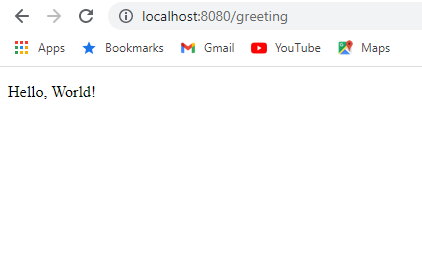 localhost:8080/greeting
Apps Bookmarks Gmail YouTube Maps
Hello, World!